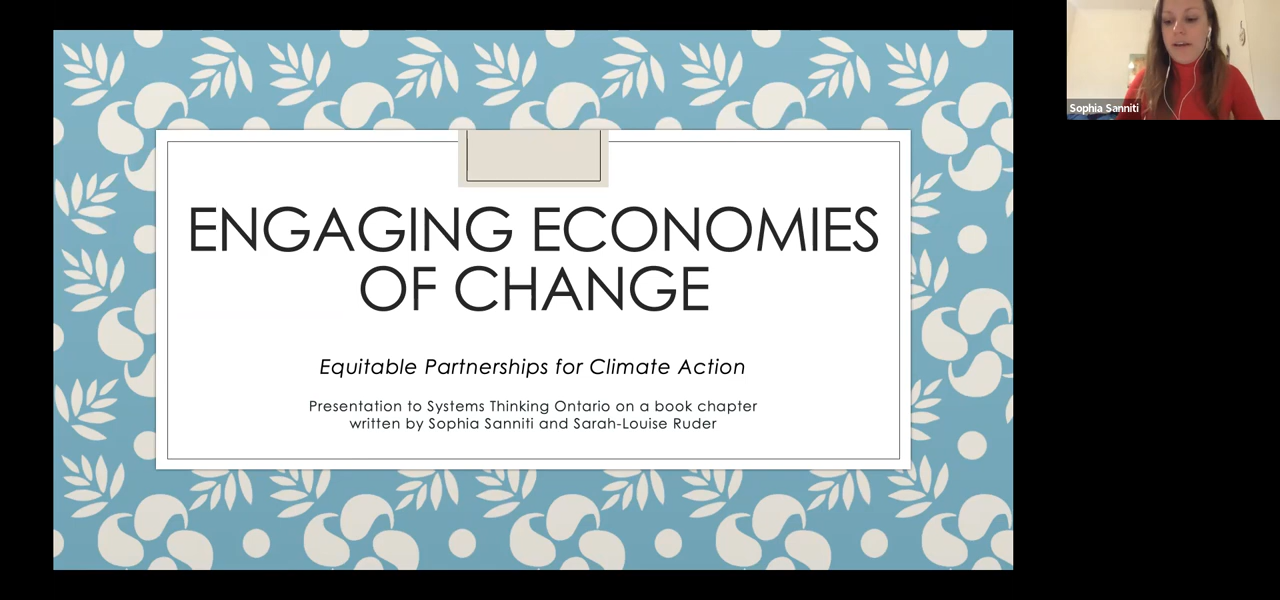 ENGAGING ECONOMIES
OF CHANGE
Equitable Partnerships for Climate Action
Presentation to Systems Thinking Ontario on a book chapter
written by Sophia Sanniti and Sarah-Louise Ruder
Sophia Sanniti